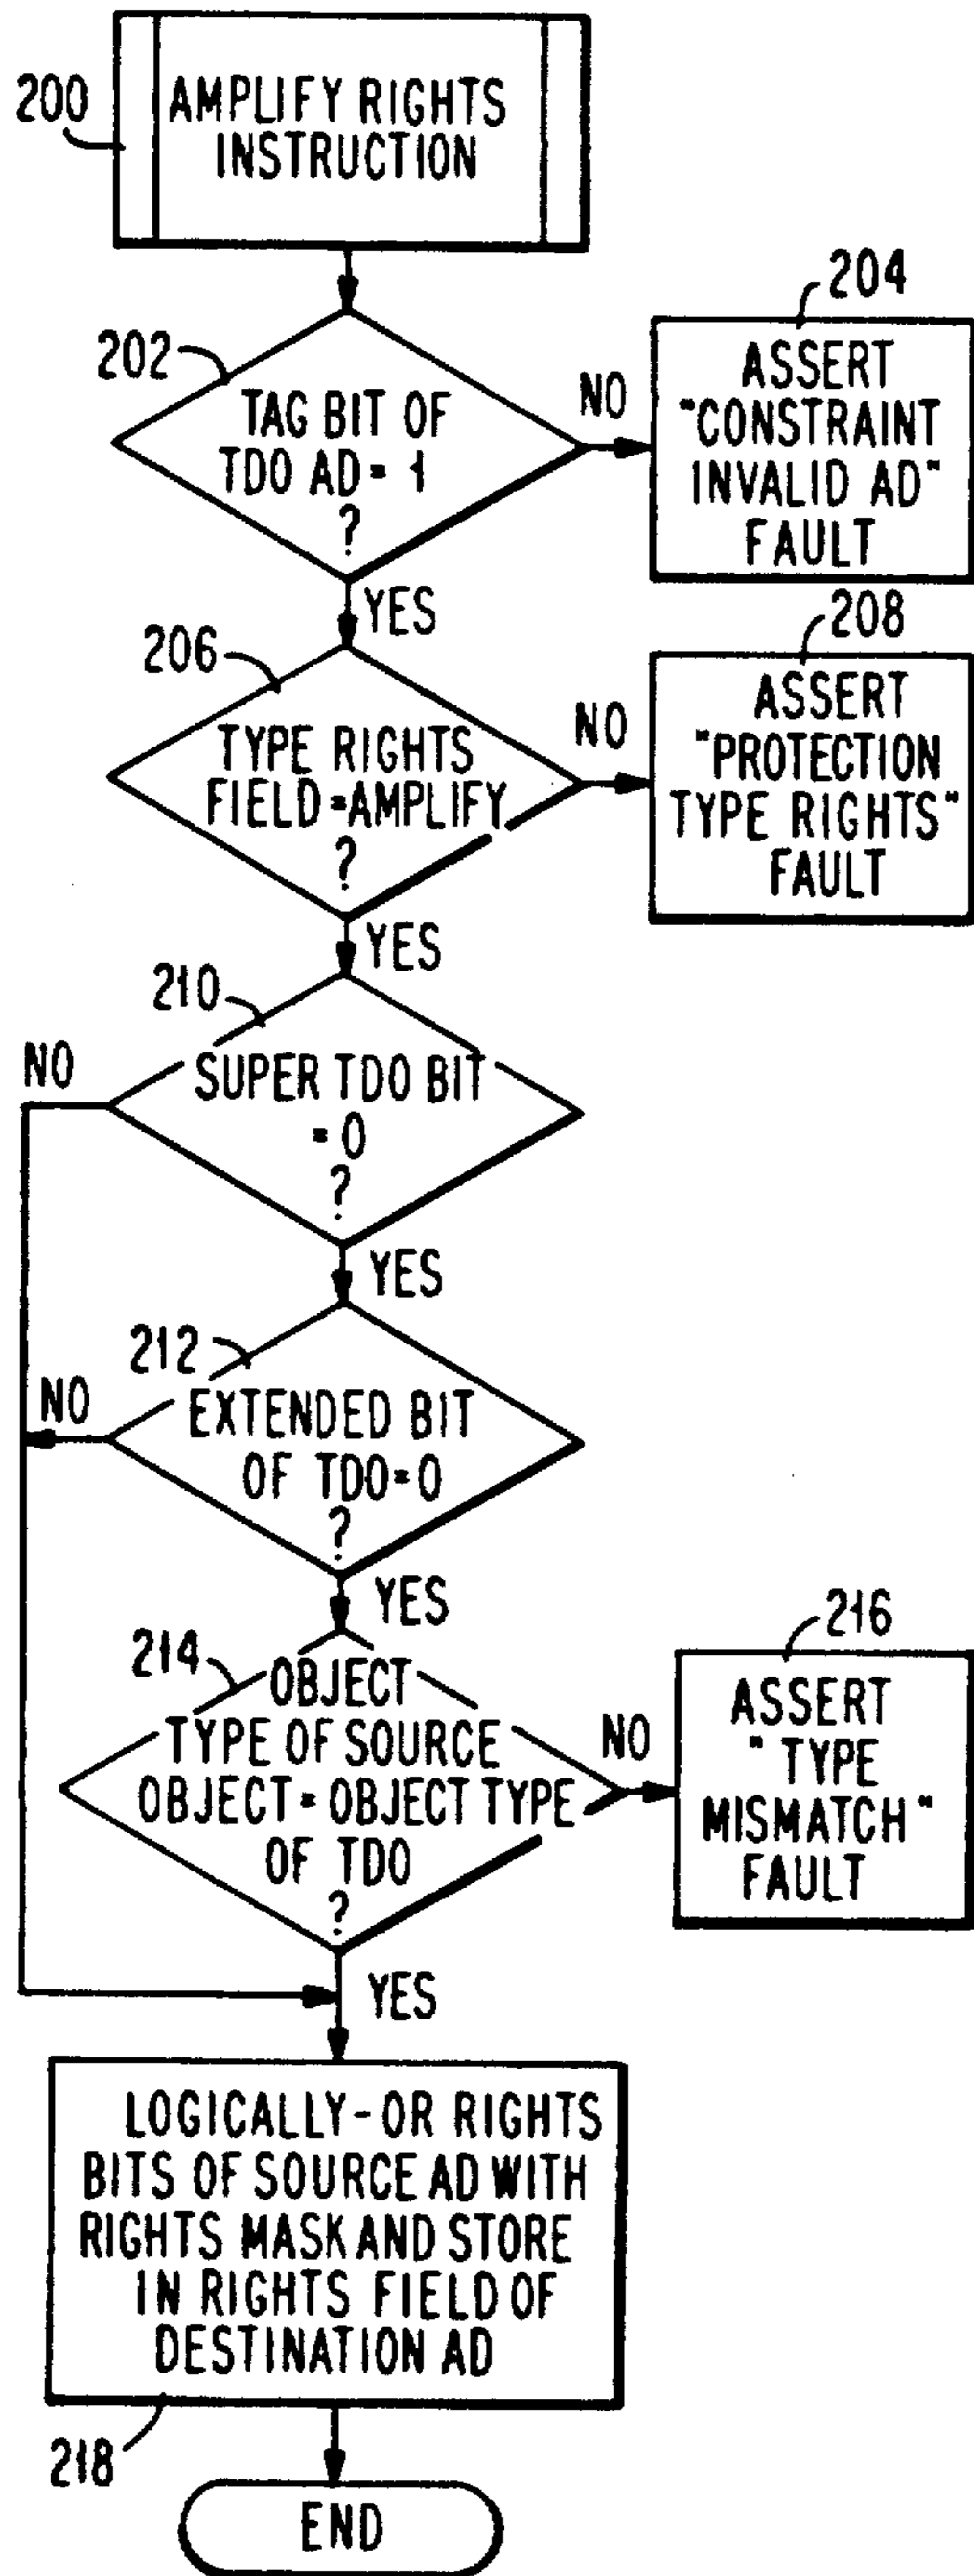 200
AMPLIFY RIGHTS
INSTRUCTION
202
TAG BIT OF
TDO AD = 1
?
NO
204
ASSERT
"CONSTRAINT
INVALID AD"
FAULT
YES
206
TYPE RIGHTS
FIELD = AMPLIFY
?
NO
208
ASSERT
"PROTECTION
TYPE RIGHTS"
FAULT
YES
210
NO
SUPER TDO BIT
= 0
?
YES
212
NO
EXTENDED BIT
OF TDO = 0
?
YES
214
OBJECT
TYPE OF SOURCE
OBJECT = OBJECT TYPE
OF TDO
?
NO
216
ASSERT
" TYPE
MISMATCH "
FAULT
YES
LOGICALLY-OR RIGHTS
BITS OF SOURCE AD WITH
RIGHTS MASK AND STORE
IN RIGHTS FIELD OF
DESTINATION AD
218
END